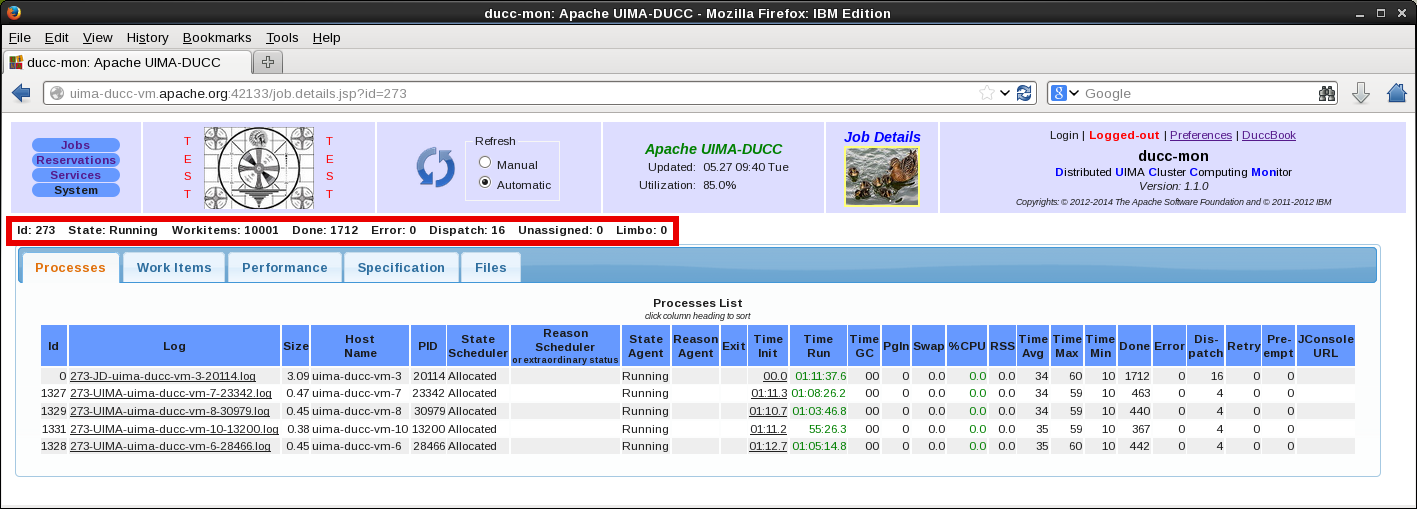 ducc-mon: Apache UIMA-DUCC - Mozilla Firefox: IBM Edition
File Edit View History Bookmarks Tools Help
ducc-mon: Apache UIMA-DUCC
uima-ducc-vm.apache.org:42133/job.details.jsp?id=273
8 Google
Jobs
Reservations
Services
System
T
E
S
T
T
E
S
T
Refresh
Manual
Automatic
Apache UIMA-DUCC
Updated: 05.27 09:40 Tue
Utilization: 85.0%
Job Details
Login | Logged-out | Preferences | DuccBook
ducc-mon
Distributed UIMA Cluster Computing Monitor
Version: 1.1.0
Copyrights: © 2012-2014 The Apache Software Foundation and © 2011-2012 IBM
Id: 273 State: Running Workitems: 10001 Done: 1712 Error: 0 Dispatch: 16 Unassigned: 0 Limbo: 0
Processes Work Items Performance Specification Files
Processes List
click column heading to sort
Id Log Size Host Name PID State Scheduler Reason Scheduler or extraordinary status State Agent Reason Agent Exit Time Init Time Run Time GC PgIn Swap %CPU RSS Time Avg Time Max Time Min Done Error Dis-patch Retry Pre-empt JConsole URL
0 273-JD-uima-ducc-vm-3-20114.log 3.09 uima-ducc-vm-3 20114 Allocated Running 00.0 01:11:37.6 00 0 0.0 0.0 0.0 34 60 10 1712 0 16 0 0
1327 273-UIMA-uima-ducc-vm-7-23342.log 0.47 uima-ducc-vm-7 23342 Allocated Running 01:11.3 01:08:26.2 00 0 0.0 0.0 0.0 34 59 10 463 0 4 0 0
1329 273-UIMA-uima-ducc-vm-8-30979.log 0.45 uima-ducc-vm-8 30979 Allocated Running 01:10.7 01:03:46.8 00 0 0.0 0.0 0.0 34 59 10 440 0 4 0 0
1331 273-UIMA-uima-ducc-vm-10-13200.log 0.38 uima-ducc-vm-10 13200 Allocated Running 01:11.2 55:26.3 00 0 0.0 0.0 0.0 35 59 10 367 0 4 0 0
1328 273-UIMA-uima-ducc-vm-6-28466.log 0.45 uima-ducc-vm-6 28466 Allocated Running 01:12.7 01:05:14.8 00 0 0.0 0.0 0.0 35 60 10 442 0 4 0 0